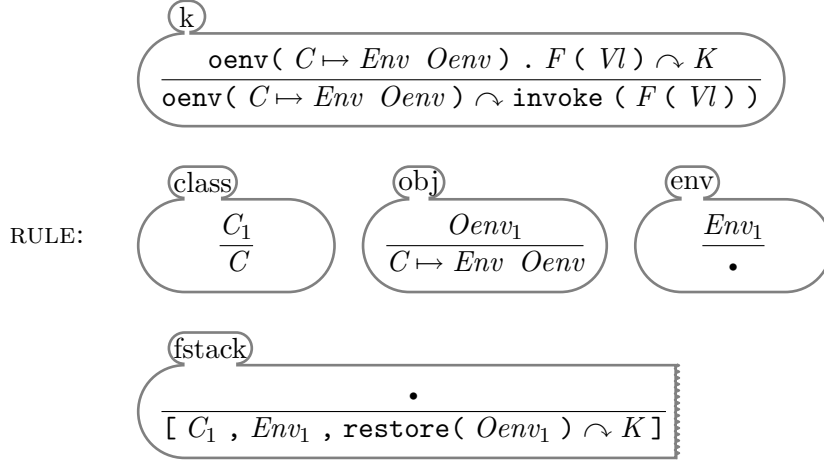 k
oenv( C ↦ Env Oenv ) . F ( Vl ) ↷ K
oenv( C ↦ Env Oenv ) ↷ invoke ( F ( Vl ) )
class obj env
RULE: C₁ Oenv₁ Env₁
C C ↦ Env Oenv •
fstack
•
[ C₁ , Env₁ , restore( Oenv₁ ) ↷ K ]